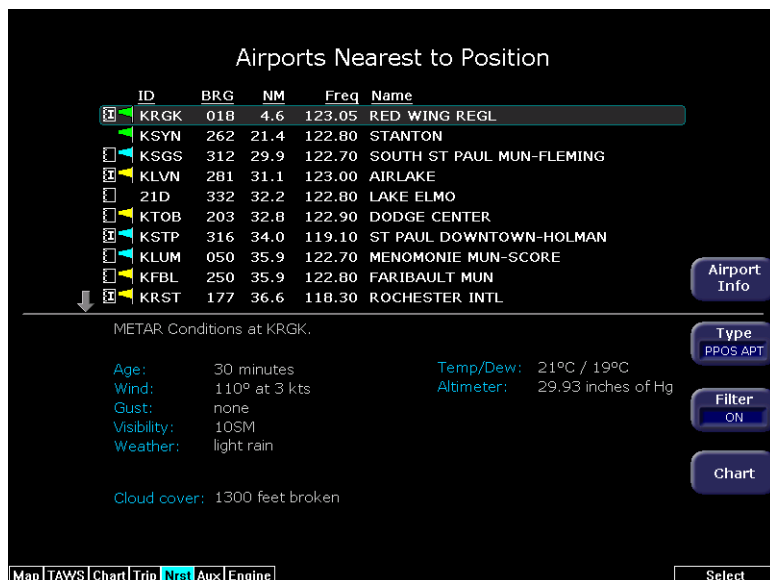 Airports Nearest to Position
ID BRG NM Freq Name
I KRGK 018 4.6 123.05 RED WING REGL
KSYN 262 21.4 122.80 STANTON
KSGS 312 29.9 122.70 SOUTH ST PAUL MUN-FLEMING
I KLVN 281 31.1 123.00 AIRLAKE
21D 332 32.2 122.80 LAKE ELMO
KTOB 203 32.8 122.90 DODGE CENTER
I KSTP 316 34.0 119.10 ST PAUL DOWNTOWN-HOLMAN
KLUM 050 35.9 122.70 MENOMONIE MUN-SCORE
KFBL 250 35.9 122.80 FARIBAULT MUN
I KRST 177 36.6 118.30 ROCHESTER INTL
Airport
Info
METAR Conditions at KRGK.
Type
PPOS APT
Age: 30 minutes Temp/Dew: 21ºC / 19ºC
Wind: 110º at 3 kts Altimeter: 29.93 inches of Hg
Gust: none
Filter
ON
Visibility: 10SM
Weather: light rain
Chart
Cloud cover: 1300 feet broken
Map TAWS Chart Trip Nrst Aux Engine Select